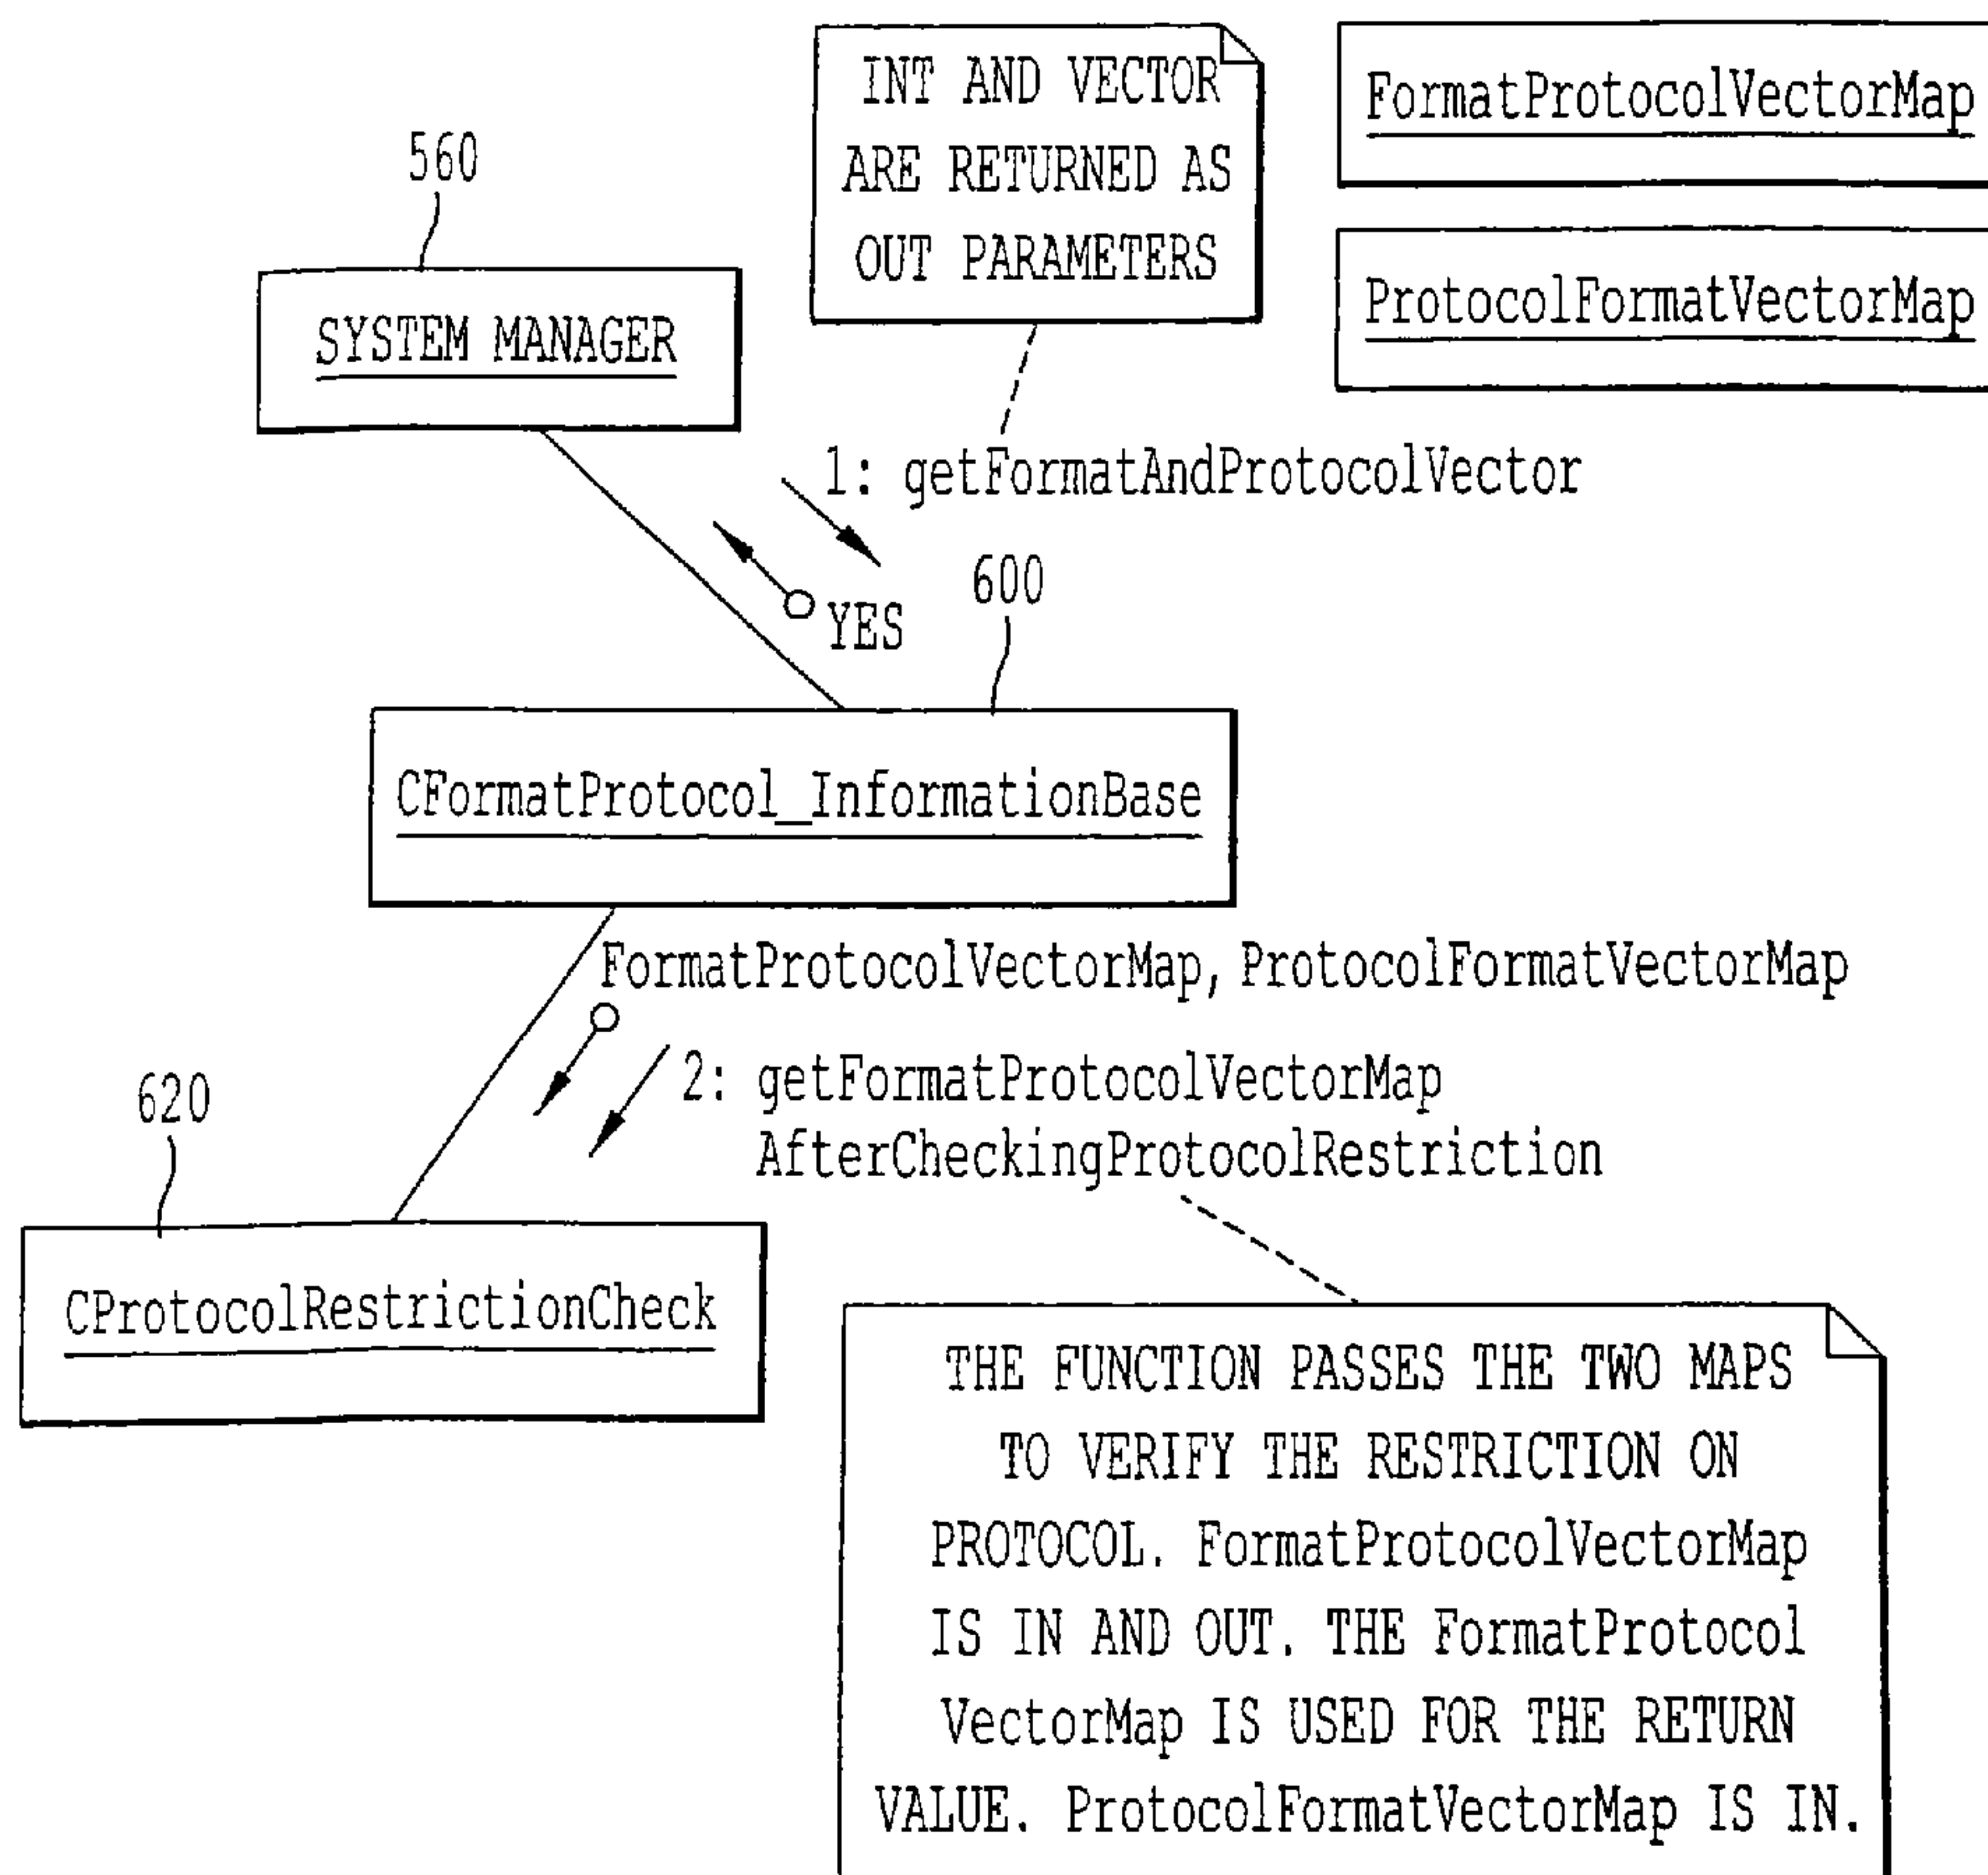 INT AND VECTOR
ARE RETURNED AS
OUT PARAMETERS
FormatProtocolVectorMap
ProtocolFormatVectorMap
560
SYSTEM MANAGER
1: getFormatAndProtocolVector
YES
600
CFormatProtocol_InformationBase
FormatProtocolVectorMap, ProtocolFormatVectorMap
2: getFormatProtocolVectorMap
AfterCheckingProtocolRestriction
620
CProtocolRestrictionCheck
THE FUNCTION PASSES THE TWO MAPS
TO VERIFY THE RESTRICTION ON
PROTOCOL. FormatProtocolVectorMap
IS IN AND OUT. THE FormatProtocol
VectorMap IS USED FOR THE RETURN
VALUE. ProtocolFormatVectorMap IS IN.